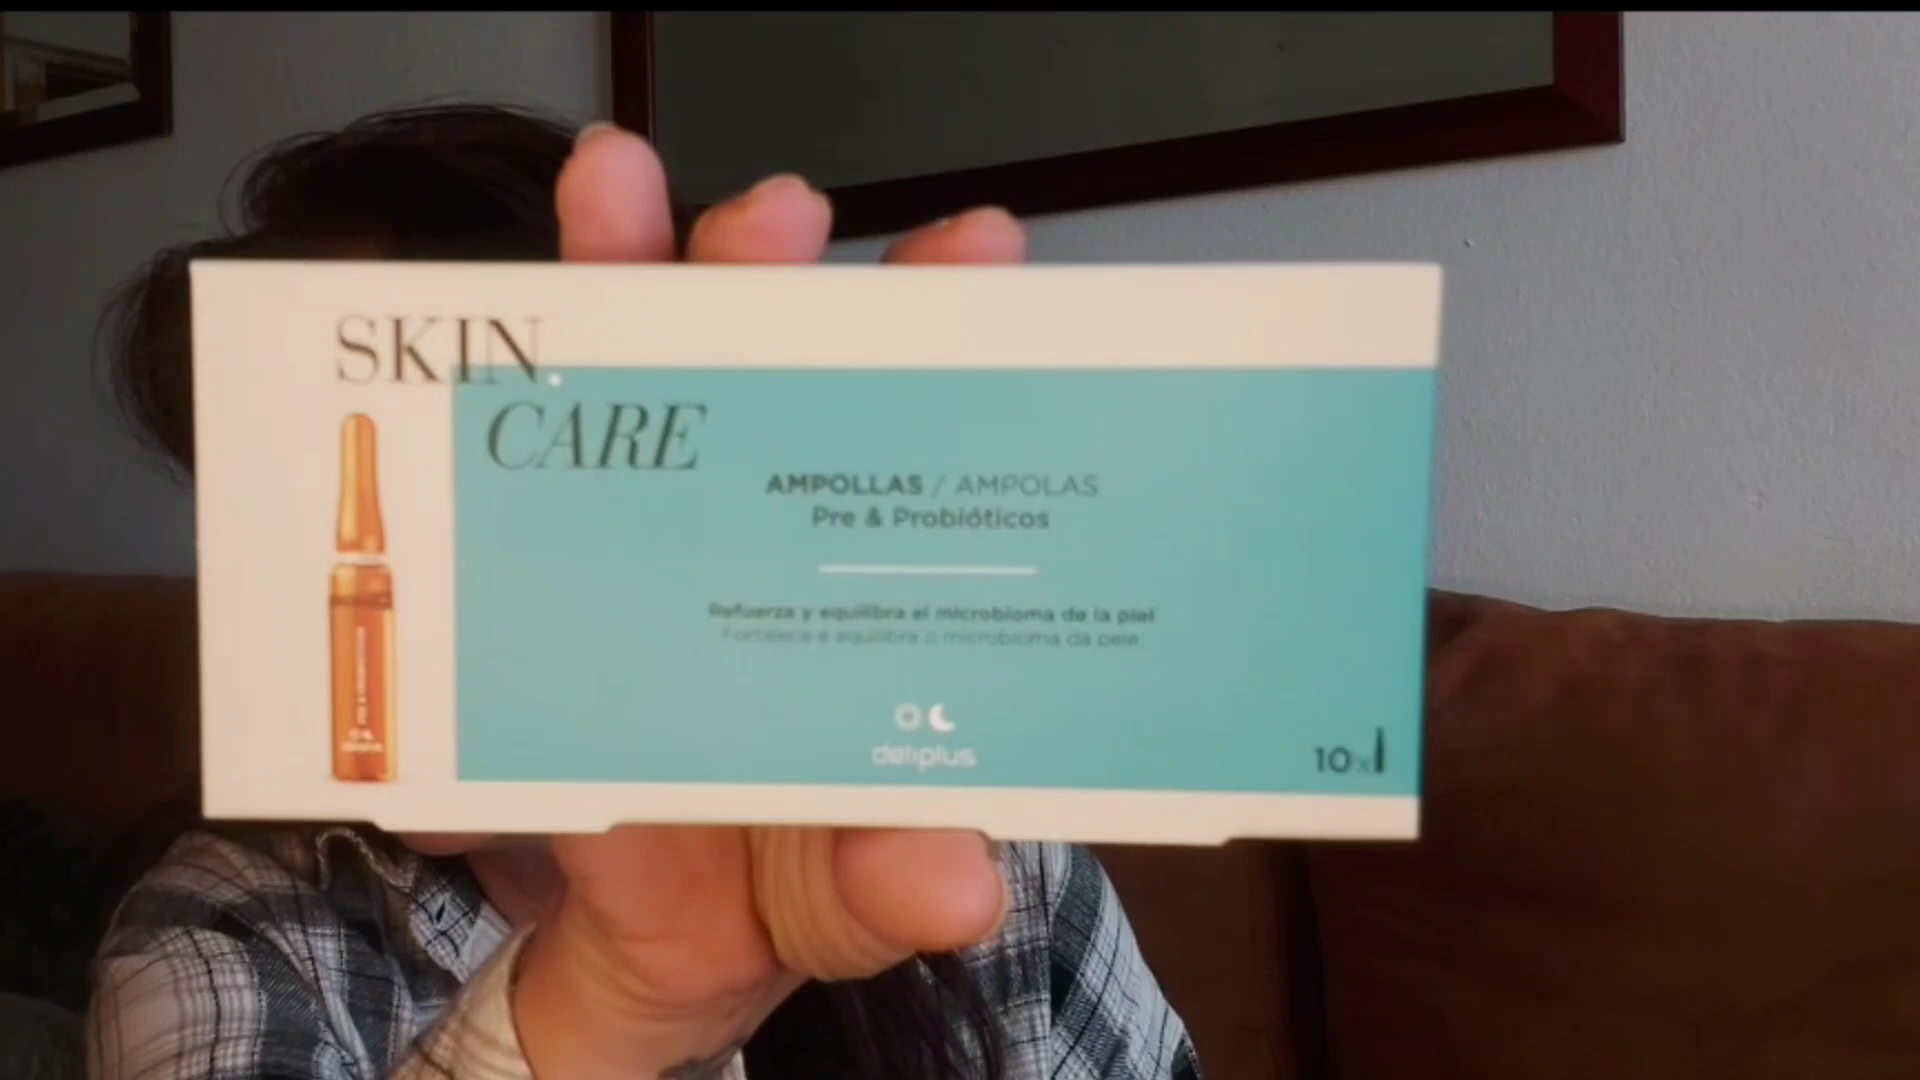 SKIN.
CARE
AMPOLLAS / AMPOLAS
Pre & Probióticos
Refuerza y equilibra el microbioma de la piel
Fortalece e equilibra o microbioma da pele
deliplus
10x